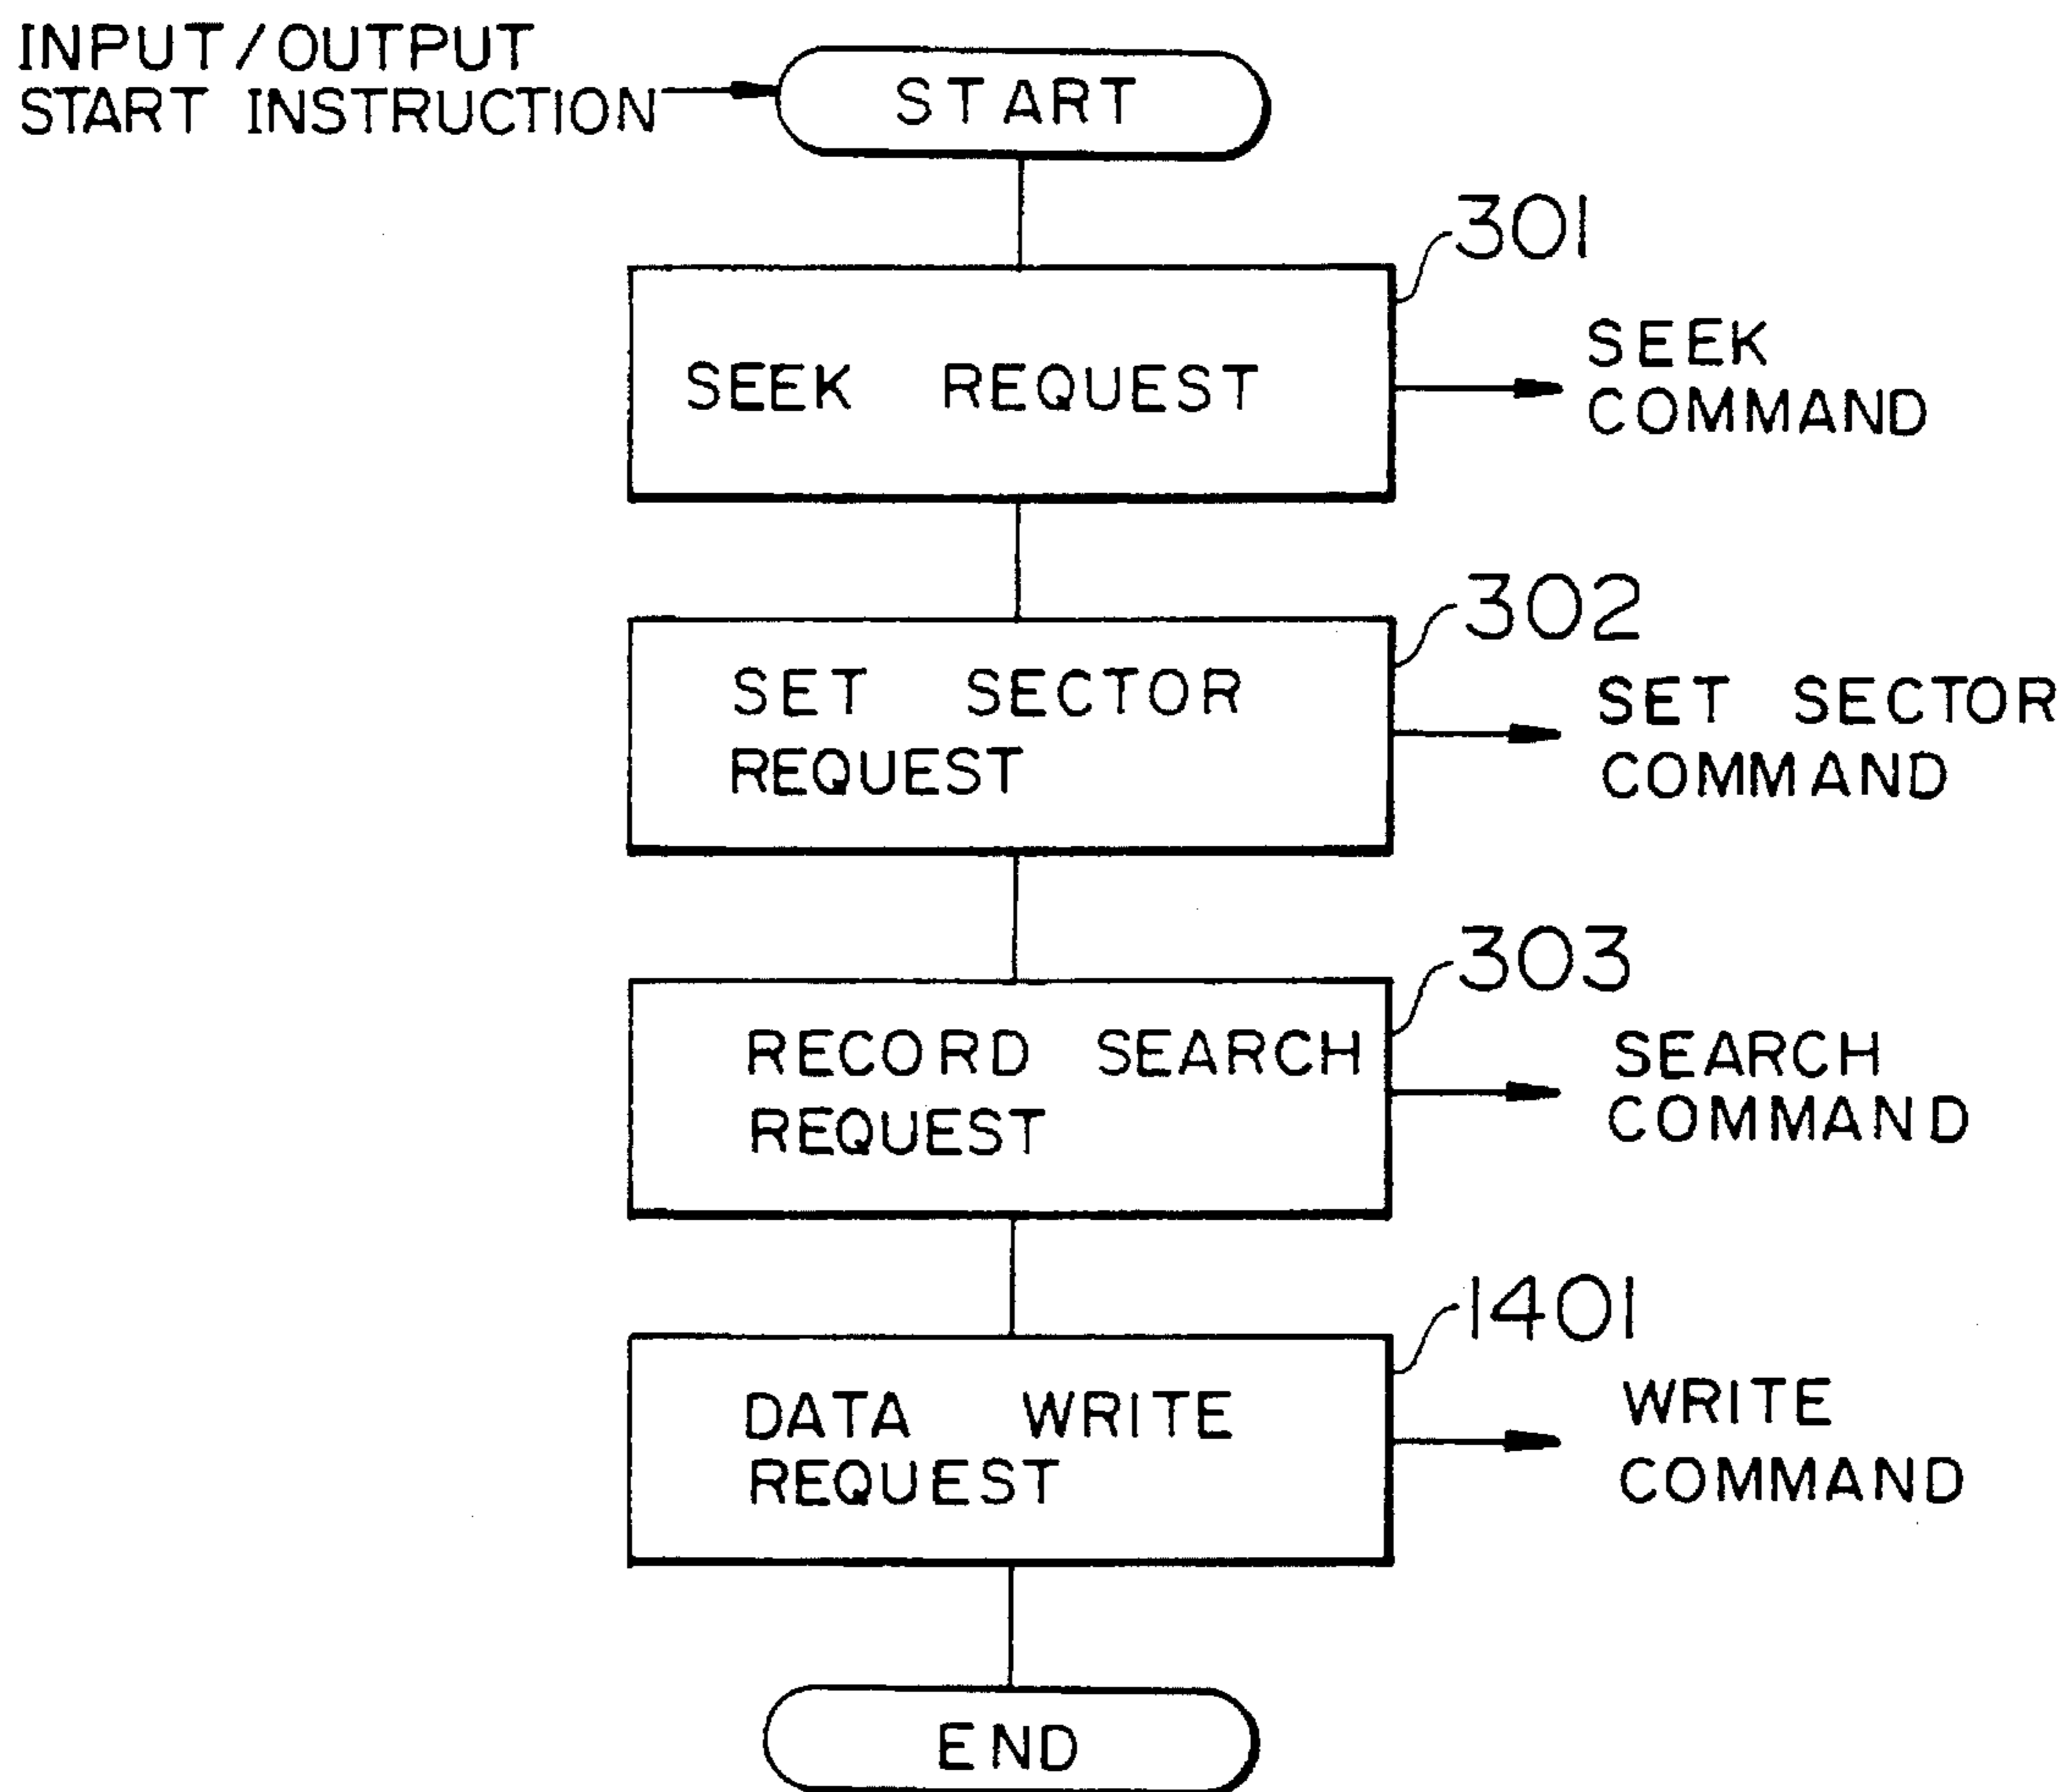 INPUT/OUTPUT
START INSTRUCTION
START
301
SEEK REQUEST
SEEK
COMMAND
302
SET SECTOR
REQUEST
SET SECTOR
COMMAND
303
RECORD SEARCH
REQUEST
SEARCH
COMMAND
1401
DATA WRITE
REQUEST
WRITE
COMMAND
END